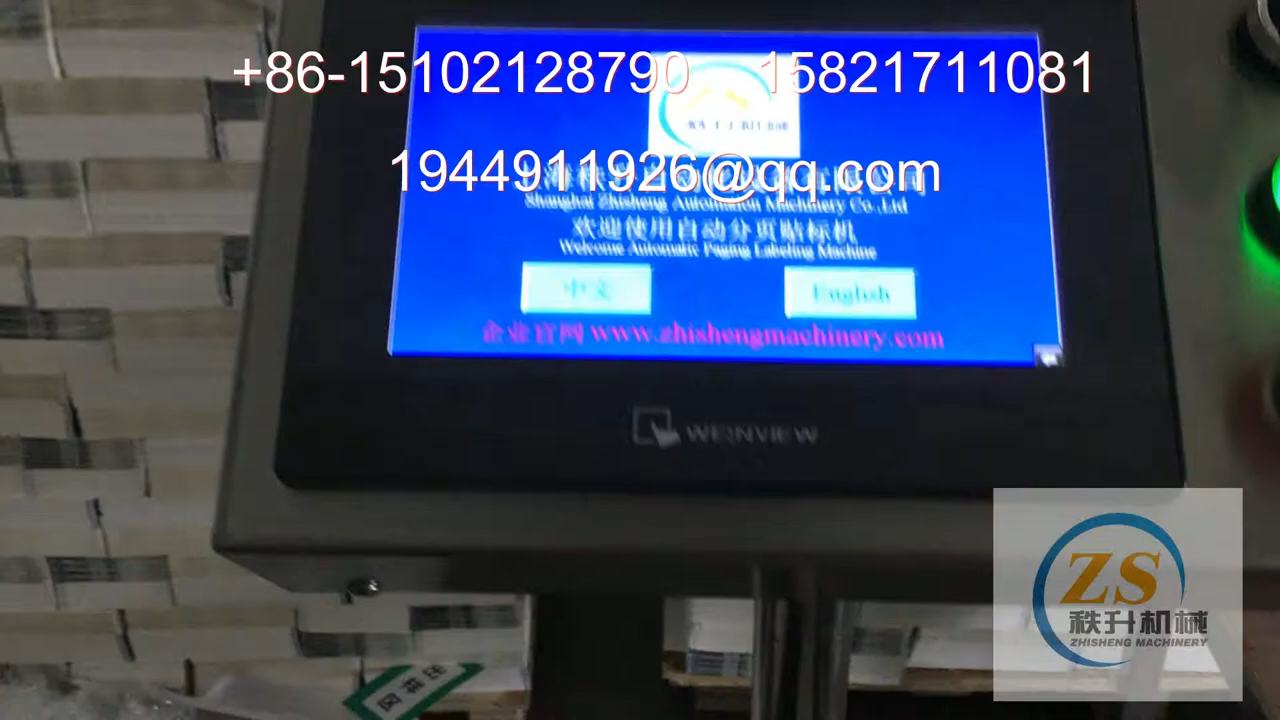 +86-15102128790 15821711081
ZS
1944911926@qq.com
Shanghai Zhisheng Automation Machinery Co.,Ltd
欢迎使用自动分页贴标机
Welcome Automatic Paging Labeling Machine
中文 English
企业官网 www.zhishengmachinery.com
WEINVIEW
ZS
秩升机械
ZHISHENG MACHINERY